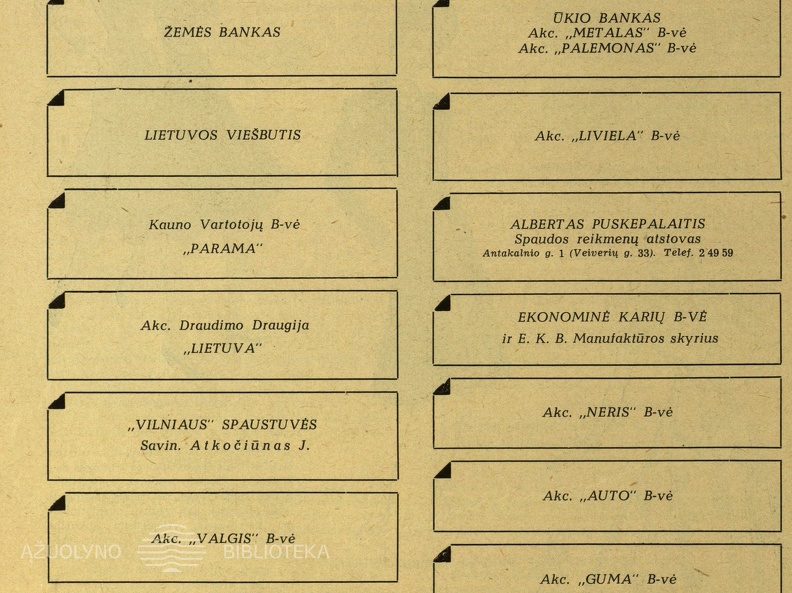 ŽEMĖS BANKAS
LIETUVOS VIEŠBUTIS
Kauno Vartotojų B-vė
„PARAMA“
Akc. Draudimo Draugija
„LIETUVA“
„VILNIAUS“ SPAUSTUVĖS
Savin. Atkočiūnas J.
Akc. „VALGIS“ B-vė
ŪKIO BANKAS
Akc. „METALAS“ B-vė
Akc. „PALEMONAS“ B-vė
Akc. „LIVIELA“ B-vė
ALBERTAS PUSKEPALAITIS
Spaudos reikmenų atstovas
Antakalnio g. 1 (Veiverių g. 33). Telef. 2 49 59
EKONOMINĖ KARIŲ B-VĖ
ir E. K. B. Manufaktūros skyrius
Akc. „NERIS“ B-vė
Akc. „AUTO“ B-vė
Akc. „GUMA“ B-vė
AŽUOLYNO BIBLIOTEKA